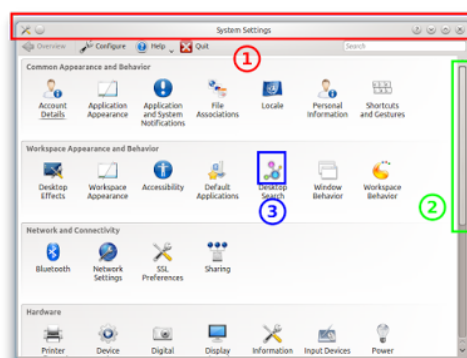 System Settings
Overview Configure Help Quit Search
1
Common Appearance and Behavior
Account Details
Application Appearance
Application and System Notifications
File Associations
Locale
Personal Information
Shortcuts and Gestures
2
Workspace Appearance and Behavior
Desktop Effects
Workspace Appearance
Accessibility
Default Applications
Desktop Search
Window Behavior
Workspace Behavior
3
Network and Connectivity
Bluetooth
Network Settings
SSL Preferences
Sharing
Hardware
Printer
Device
Digital
Display
Information
Input Devices
Power